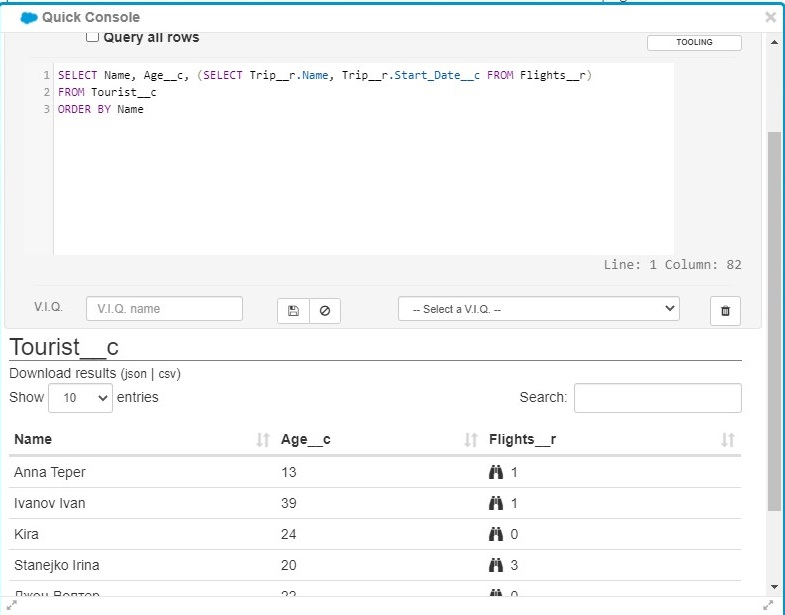 Quick Console
Query all rows
TOOLING
1 SELECT Name, Age__c, (SELECT Trip__r.Name, Trip__r.Start_Date__c FROM Flights__r)
2 FROM Tourist__c
3 ORDER BY Name
Line: 1 Column: 82
V.I.Q. V.I.Q. name -- Select a V.I.Q. --
Tourist__c
Download results (json | csv)
Show 10 entries Search:
Name Age__c Flights__r
Anna Teper 13 1
Ivanov Ivan 39 1
Kira 24 0
Stanejko Irina 20 3